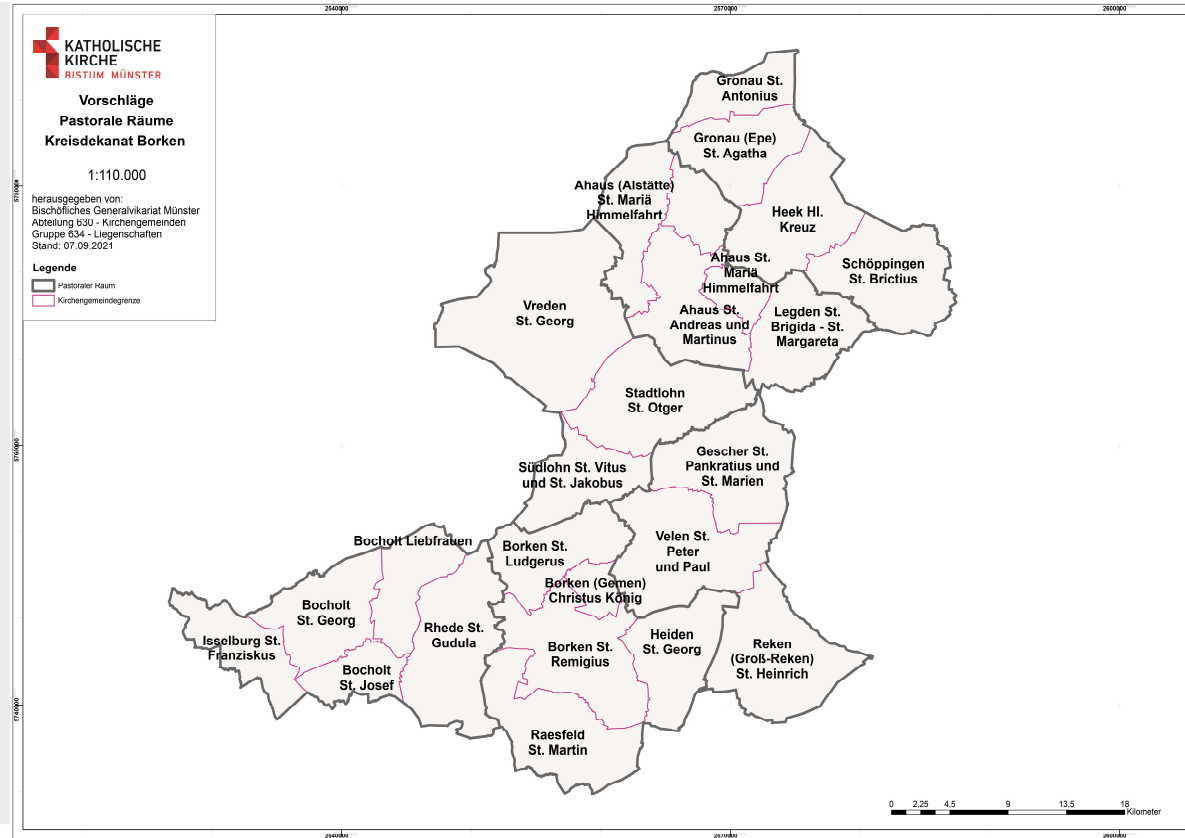 2540000
2570000
2600000
KATHOLISCHE
KIRCHE
BISTUM MÜNSTER
Vorschläge
Pastorale Räume
Kreisdekanat Borken
1:110.000
herausgegeben von:
Bischöfliches Generalvikariat Münster
Abteilung 630 - Kirchengemeinden
Gruppe 634 - Liegenschaften
Stand: 07.09.2021
Legende
Pastoraler Raum
Kirchengemeindegrenze
Gronau St.
Antonius
Gronau (Epe)
St. Agatha
Ahaus (Alstätte)
St. Mariä
Himmelfahrt
Heek Hl.
Kreuz
Ahaus St.
Mariä
Himmelfahrt
Schöppingen
St. Brictius
Vreden
St. Georg
Ahaus St.
Andreas und
Martinus
Legden St.
Brigida - St.
Margareta
Stadtlohn
St. Otger
5760000
Gescher St.
Pankratius und
St. Marien
Südlohn St. Vitus
und St. Jakobus
Bocholt Liebfrauen
Borken St.
Ludgerus
Velen St.
Peter
und Paul
Borken (Gemen)
Christus König
Bocholt
St. Georg
Rhede St.
Gudula
Isselburg St.
Franziskus
Bocholt
St. Josef
Borken St.
Remigius
Heiden
St. Georg
Reken
(Groß-Reken)
St. Heinrich
5740000
Raesfeld
St. Martin
0 2,25 4,5 9 13,5 18
Kilometer
2540000
2570000
2600000